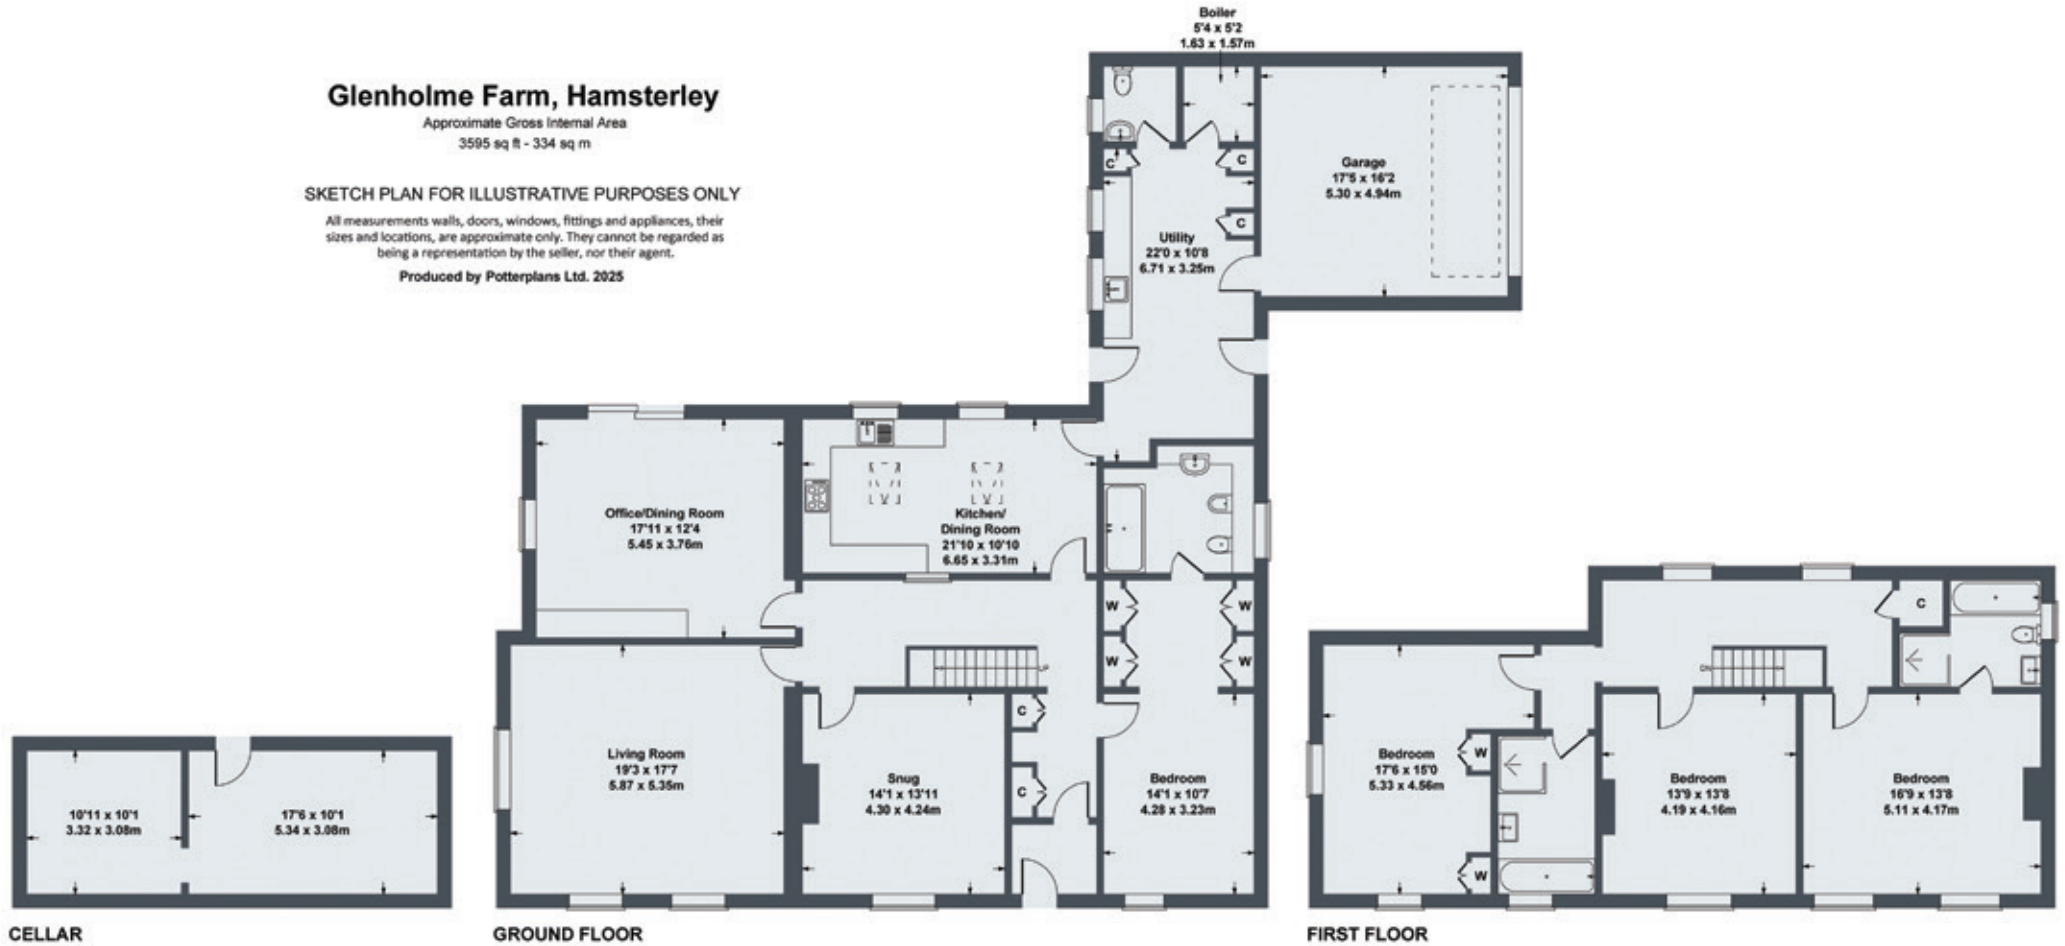 Glenholme Farm, Hamsterley
Approximate Gross Internal Area
3595 sq ft - 334 sq m
SKETCH PLAN FOR ILLUSTRATIVE PURPOSES ONLY
All measurements walls, doors, windows, fittings and appliances, their
sizes and locations, are approximate only. They cannot be regarded as
being a representation by the seller, nor their agent.
Produced by Potterplans Ltd. 2025
Boiler
5'4 x 5'2
1.63 x 1.57m
C
C
C
Garage
17'5 x 16'2
5.30 x 4.94m
Utility
22'0 x 10'8
6.71 x 3.25m
Office/Dining Room
17'11 x 12'4
5.45 x 3.76m
Kitchen/
Dining Room
21'10 x 10'10
6.65 x 3.31m
W
W
W
W
Living Room
19'3 x 17'7
5.87 x 5.35m
Snug
14'1 x 13'11
4.30 x 4.24m
C
C
Bedroom
14'1 x 10'7
4.28 x 3.23m
10'11 x 10'1
3.32 x 3.08m
17'6 x 10'1
5.34 x 3.08m
C
Bedroom
17'6 x 15'0
5.33 x 4.56m
W
W
Bedroom
13'9 x 13'8
4.19 x 4.16m
Bedroom
16'9 x 13'8
5.11 x 4.17m
CELLAR
GROUND FLOOR
FIRST FLOOR